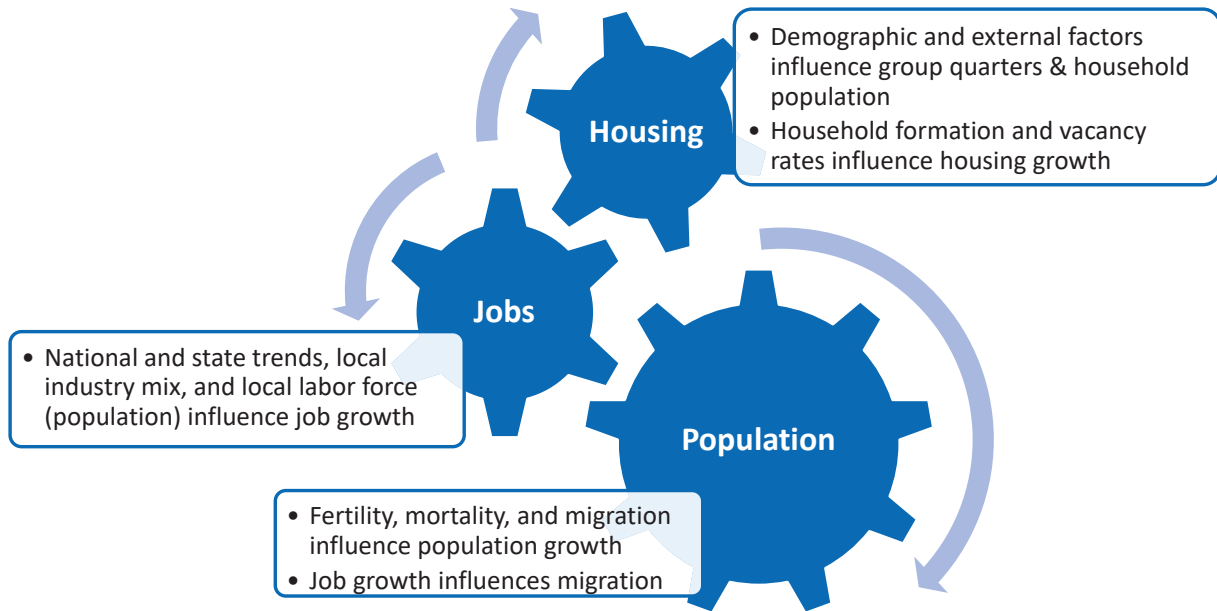 • Demographic and external factors
influence group quarters & household
population
• Household formation and vacancy
rates influence housing growth
Housing
Jobs
• National and state trends, local
industry mix, and local labor force
(population) influence job growth
Population
• Fertility, mortality, and migration
influence population growth
• Job growth influences migration